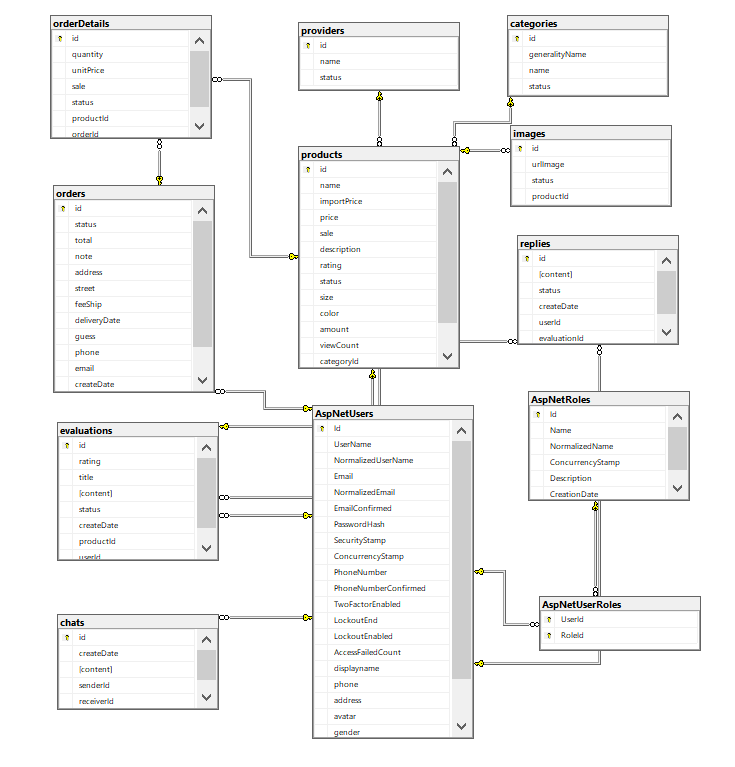 orderDetails
id
quantity
unitPrice
sale
status
productId
orderId
providers
id
name
status
categories
id
generalityName
name
status
images
id
urlImage
status
productId
products
id
name
importPrice
price
sale
description
rating
status
size
color
amount
viewCount
categoryId
orders
id
status
total
note
address
street
feeShip
deliveryDate
guess
phone
email
createDate
replies
id
[content]
status
createDate
userId
evaluationId
AspNetRoles
Id
Name
NormalizedName
ConcurrencyStamp
Description
CreationDate
AspNetUsers
Id
UserName
NormalizedUserName
Email
NormalizedEmail
EmailConfirmed
PasswordHash
SecurityStamp
ConcurrencyStamp
PhoneNumber
PhoneNumberConfirmed
TwoFactorEnabled
LockoutEnd
LockoutEnabled
AccessFailedCount
displayname
phone
address
avatar
gender
evaluations
id
rating
title
[content]
status
createDate
productId
userId
AspNetUserRoles
UserId
RoleId
chats
id
createDate
[content]
senderId
receiverId